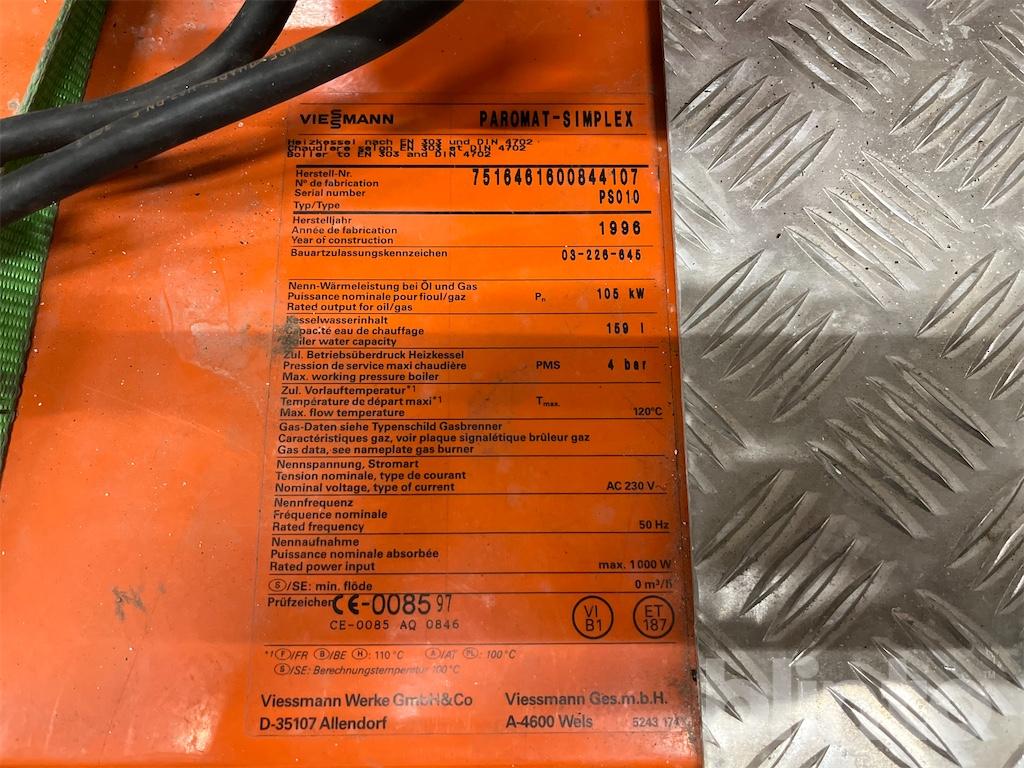 VIESSMANN PAROMAT-SIMPLEX
Heizkessel nach EN 303 und DIN 4702
Chaudiere selon EN 303 et DIN 4702
Boiler to EN 303 and DIN 4702
Herstell-Nr.
N° de fabrication 7516461600844107
Serial number
Typ/Type PS010
Herstelljahr
Année de fabrication 1996
Year of construction
Bauartzulassungskennzeichen 03-226-645
Nenn-Wärmeleistung bei Öl und Gas
Puissance nominale pour fioul/gaz Pn 105 kW
Rated output for oil/gas
Kesselwasserinhalt
Capacité eau de chauffage 159 l
Boiler water capacity
Zul. Betriebsüberdruck Heizkessel
Pression de service maxi chaudière PMS 4 bar
Max. working pressure boiler
Zul. Vorlauftemperatur*1
Température de départ maxi*1 Tmax.
Max. flow temperature 120°C
Gas-Daten siehe Typenschild Gasbrenner
Caractéristiques gaz, voir plaque signalétique brûleur gaz
Gas data, see nameplate gas burner
Nennspannung, Stromart
Tension nominale, type de courant
Nominal voltage, type of current AC 230 V~
Nennfrequenz
Fréquence nominale
Rated frequency 50 Hz
Nennaufnahme
Puissance nominale absorbée
Rated power input max. 1000 W
Ⓢ/SE: min. flöde 0 m³/h
Prüfzeichen CE-0085 97
CE-0085 AQ 0846
VI
B1
ET
187
*1 Ⓕ/FR Ⓑ/BE Ⓗ: 110°C Ⓐ/AT PL: 100°C
Ⓢ/SE: Berechnungstemperatur 100°C
Viessmann Werke GmbH&Co Viessmann Ges.m.b.H.
D-35107 Allendorf A-4600 Wels 5243 174
blinto™